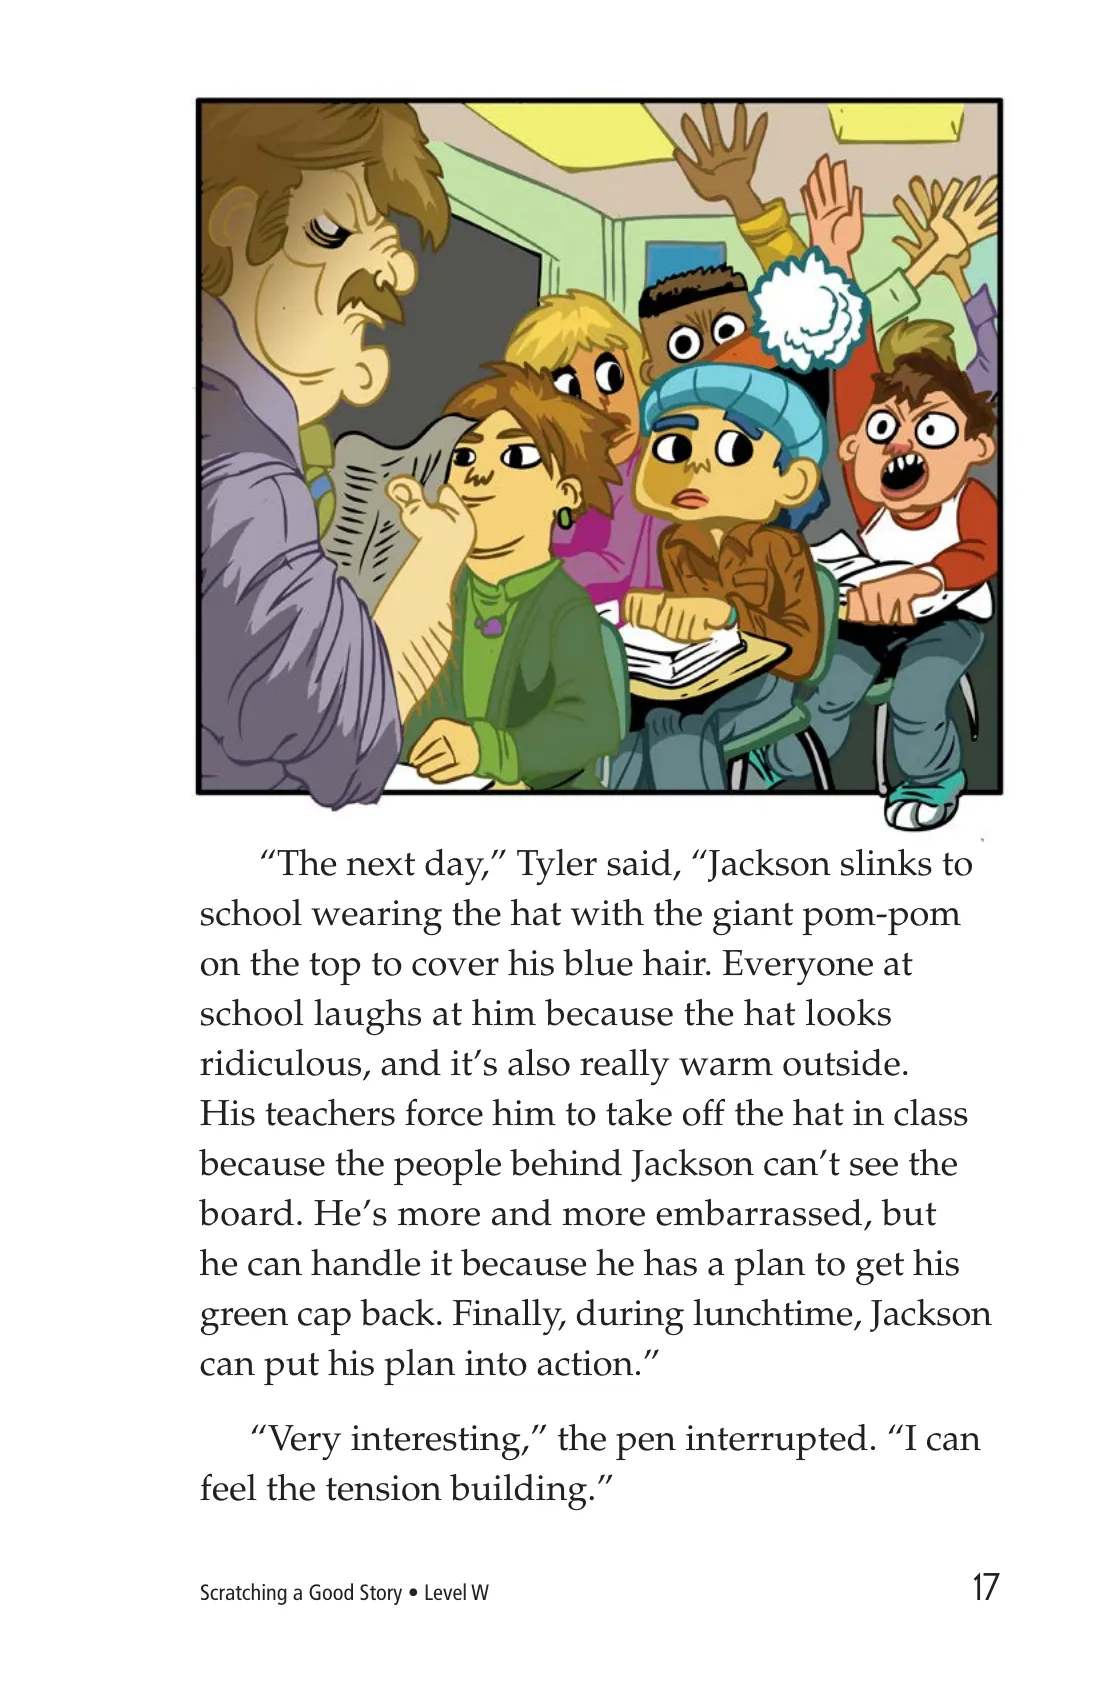 “The next day,” Tyler said, “Jackson slinks to
school wearing the hat with the giant pom-pom
on the top to cover his blue hair. Everyone at
school laughs at him because the hat looks
ridiculous, and it’s also really warm outside.
His teachers force him to take off the hat in class
because the people behind Jackson can’t see the
board. He’s more and more embarrassed, but
he can handle it because he has a plan to get his
green cap back. Finally, during lunchtime, Jackson
can put his plan into action.”
“Very interesting,” the pen interrupted. “I can
feel the tension building.”
Scratching a Good Story • Level W
17